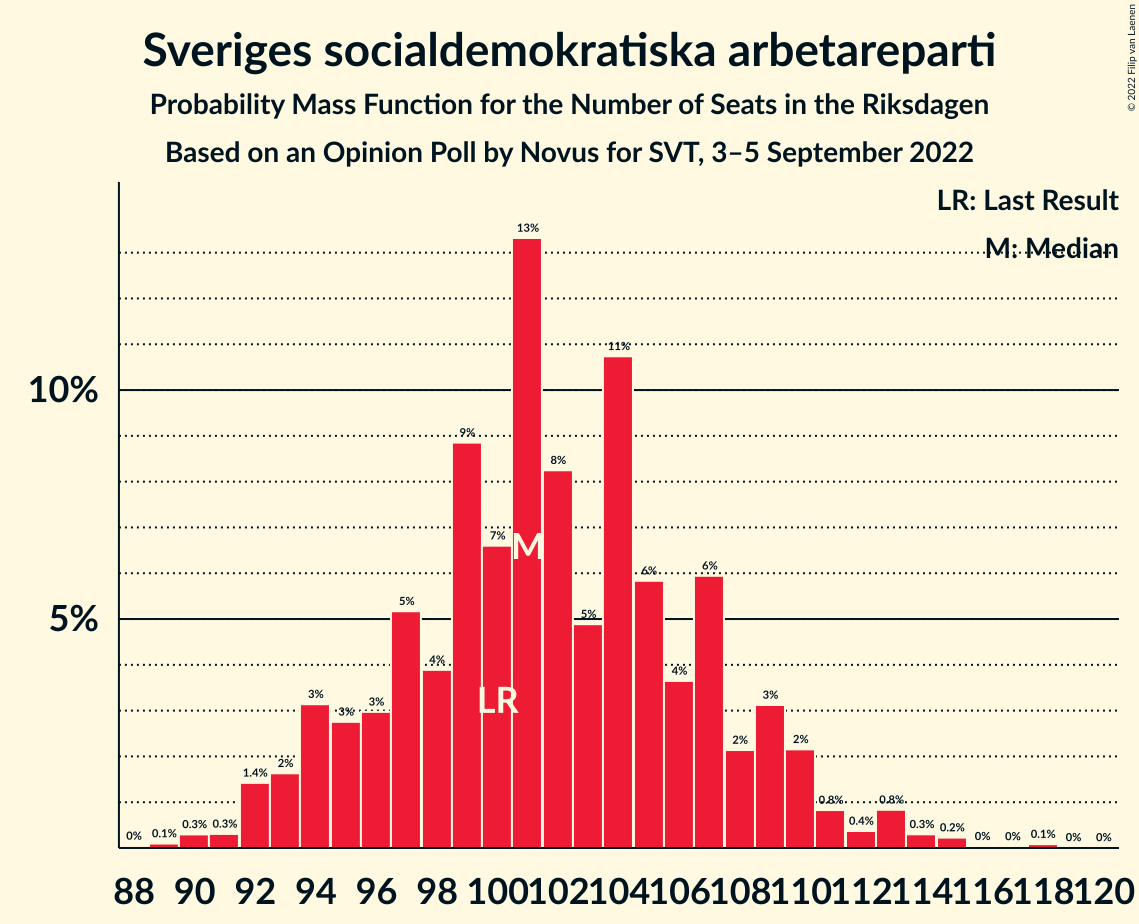 Sveriges socialdemokratiska arbetareparti
Probability Mass Function for the Number of Seats in the Riksdagen
Based on an Opinion Poll by Novus for SVT, 3–5 September 2022
© 2022 Filip van Laenen
LR: Last Result
M: Median
10%
5%
0% 0.1% 0.3% 0.3% 1.4% 2% 3% 3% 3% 5% 4% 9% 7% 13% 8% 5% 11% 6% 4% 6% 2% 3% 2% 0.8% 0.4% 0.8% 0.3% 0.2% 0% 0% 0.1% 0% 0%
M
LR
88 90 92 94 96 98 100 102 104 106 108 110 112 114 116 118 120